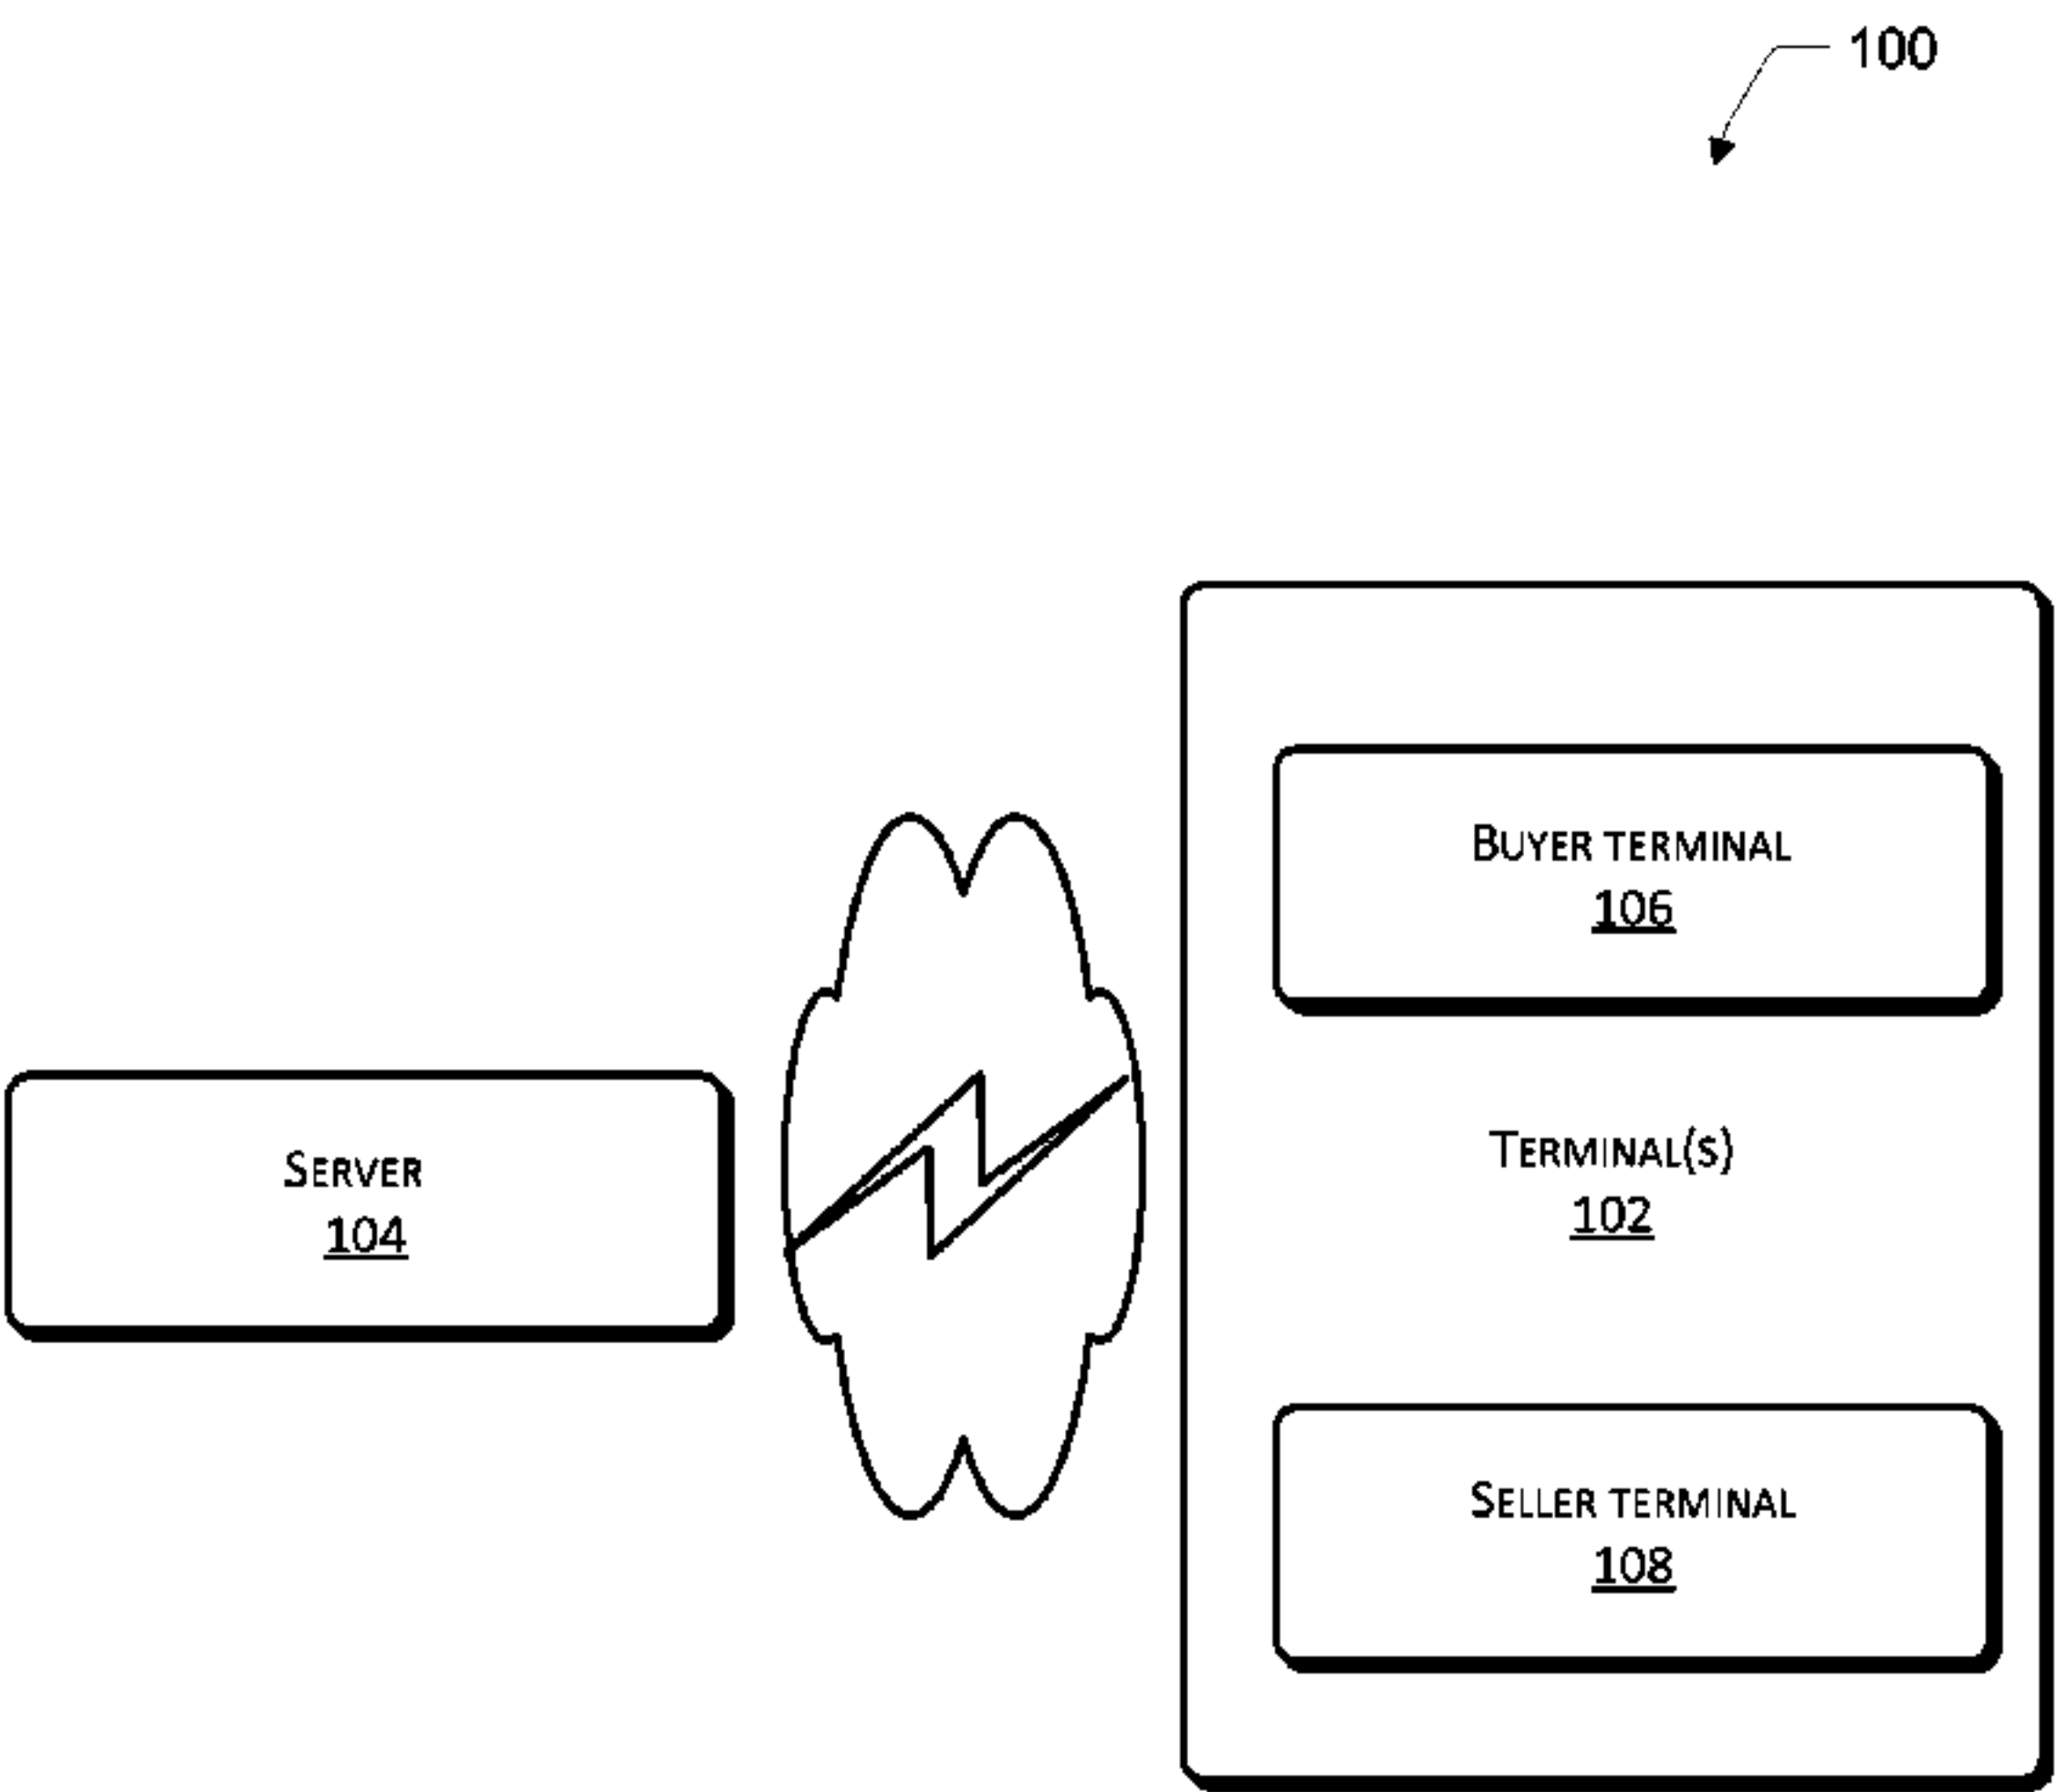 100
Buyer terminal
106
Server
104
Terminal(s)
102
Seller terminal
108